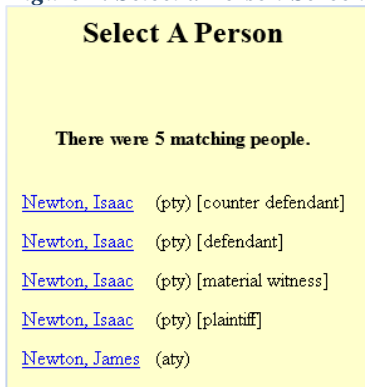 Select A Person
There were 5 matching people.
Newton, Isaac (pty) [counter defendant]
Newton, Isaac (pty) [defendant]
Newton, Isaac (pty) [material witness]
Newton, Isaac (pty) [plaintiff]
Newton, James (aty)